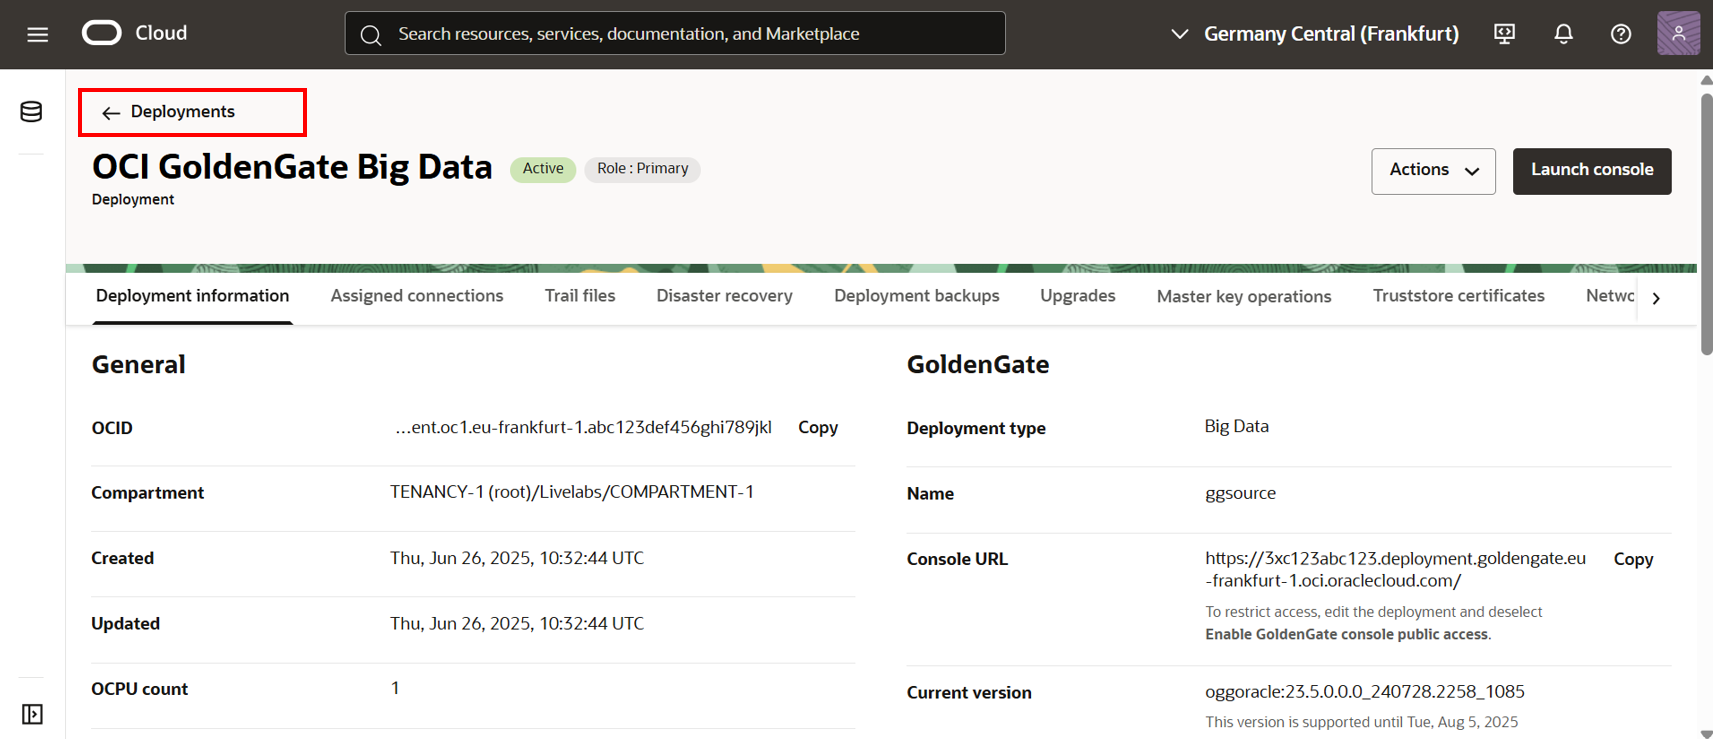 Cloud
Search resources, services, documentation, and Marketplace
Germany Central (Frankfurt)
Deployments
OCI GoldenGate Big Data
Active
Role : Primary
Deployment
Actions
Launch console
Deployment information
Assigned connections
Trail files
Disaster recovery
Deployment backups
Upgrades
Master key operations
Truststore certificates
Netwo
General
OCID
...ent.oc1.eu-frankfurt-1.abc123def456ghi789jkl
Copy
Compartment
TENANCY-1 (root)/Livelabs/COMPARTMENT-1
Created
Thu, Jun 26, 2025, 10:32:44 UTC
Updated
Thu, Jun 26, 2025, 10:32:44 UTC
OCPU count
1
GoldenGate
Deployment type
Big Data
Name
ggsource
Console URL
https://3xc123abc123.deployment.goldengate.eu
-frankfurt-1.oci.oraclecloud.com/
Copy
To restrict access, edit the deployment and deselect
Enable GoldenGate console public access.
Current version
oggoracle:23.5.0.0.0_240728.2258_1085
This version is supported until Tue, Aug 5, 2025